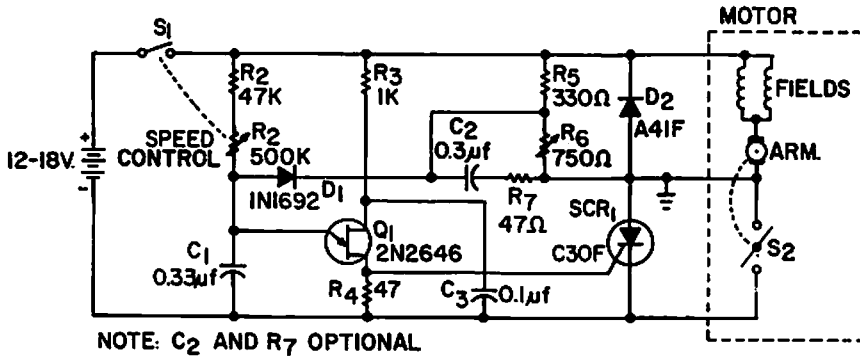 MOTOR
S1
R2
47K
R3
1K
R5
330Ω
D2
A41F
FIELDS
12-18V.
+
-
SPEED
CONTROL
R2
500K
C2
0.3μf
R6
750Ω
ARM.
1N1692
D1
R7
47Ω
SCR1
C30F
S2
Q1
2N2646
C1
0.33μf
R4
47
C3
0.1μf
NOTE: C2 AND R7 OPTIONAL